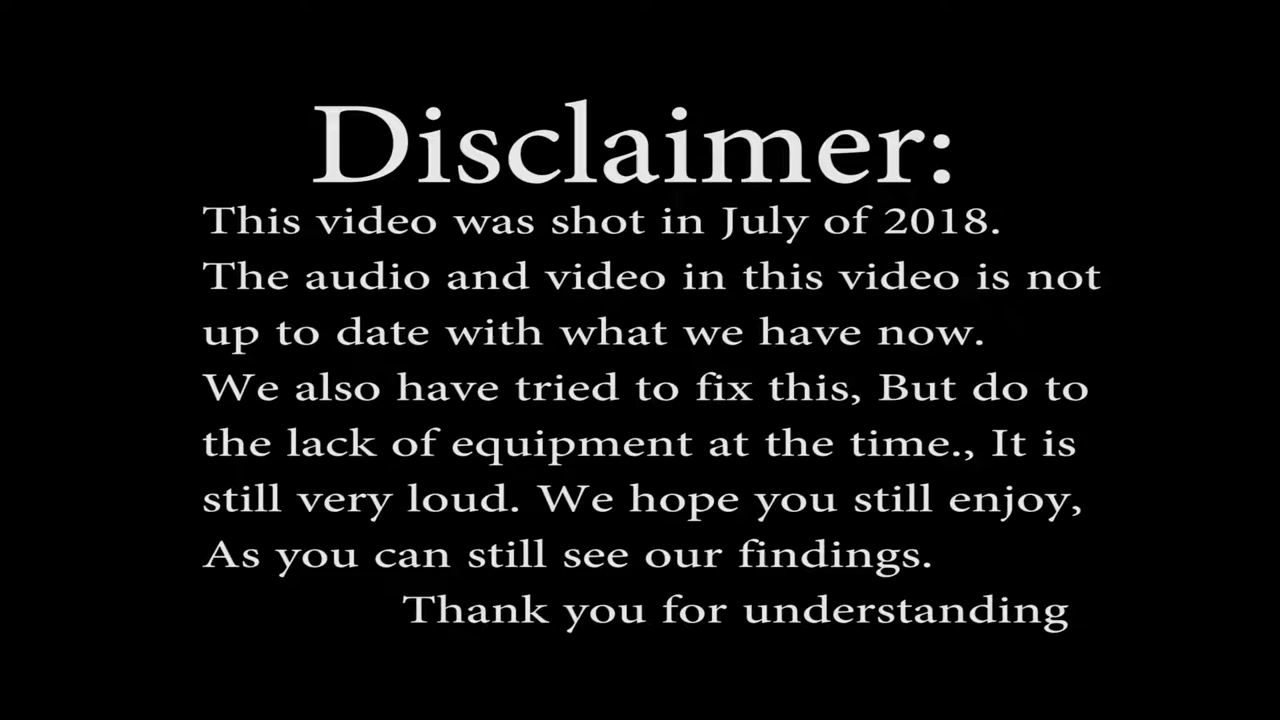 Disclaimer:
This video was shot in July of 2018.
The audio and video in this video is not
up to date with what we have now.
We also have tried to fix this, But do to
the lack of equipment at the time., It is
still very loud. We hope you still enjoy,
As you can still see our findings.
Thank you for understanding